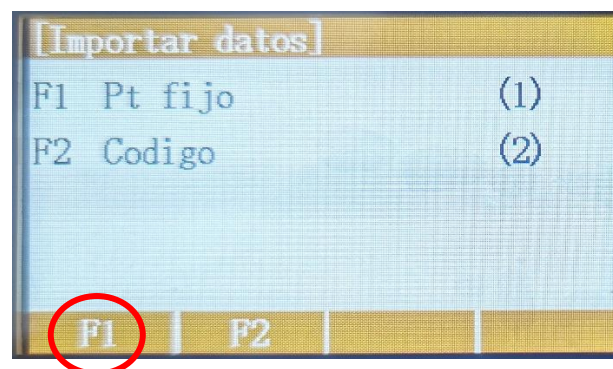 [Importar datos]
F1 Pt fijo (1)
F2 Codigo (2)
F1 F2